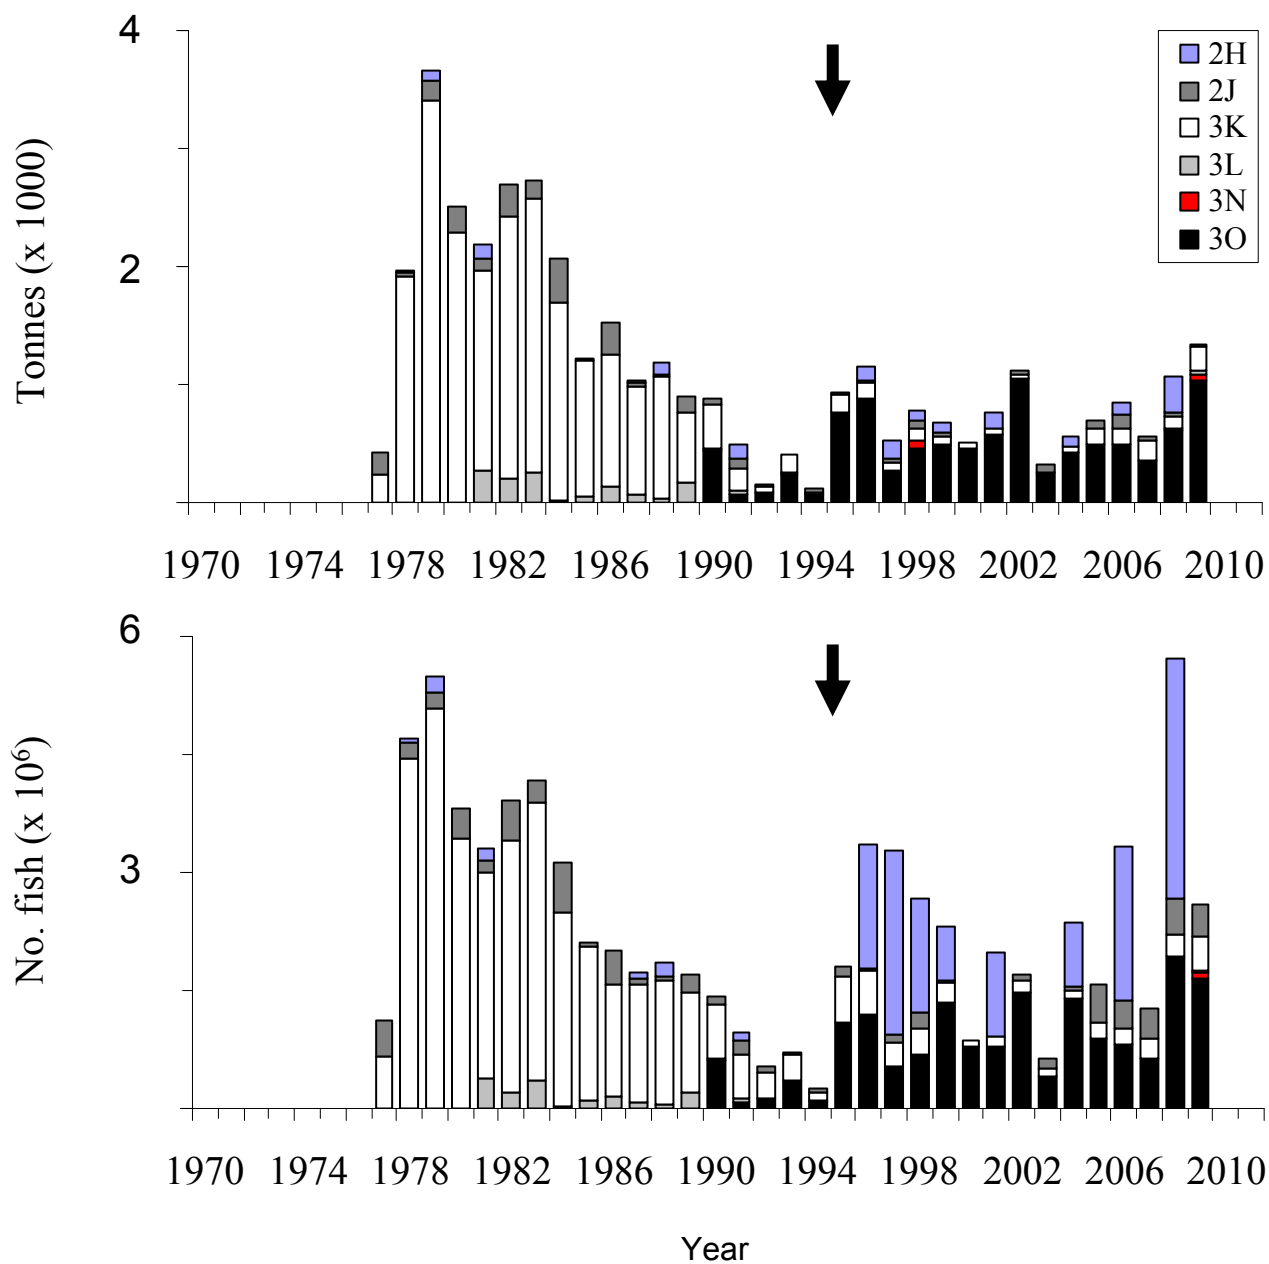 4
2
Tonnes (x 1000)
2H
2J
3K
3L
3N
3O
1970 1974 1978 1982 1986 1990 1994 1998 2002 2006 2010
6
3
No. fish (x 10⁶)
1970 1974 1978 1982 1986 1990 1994 1998 2002 2006 2010
Year